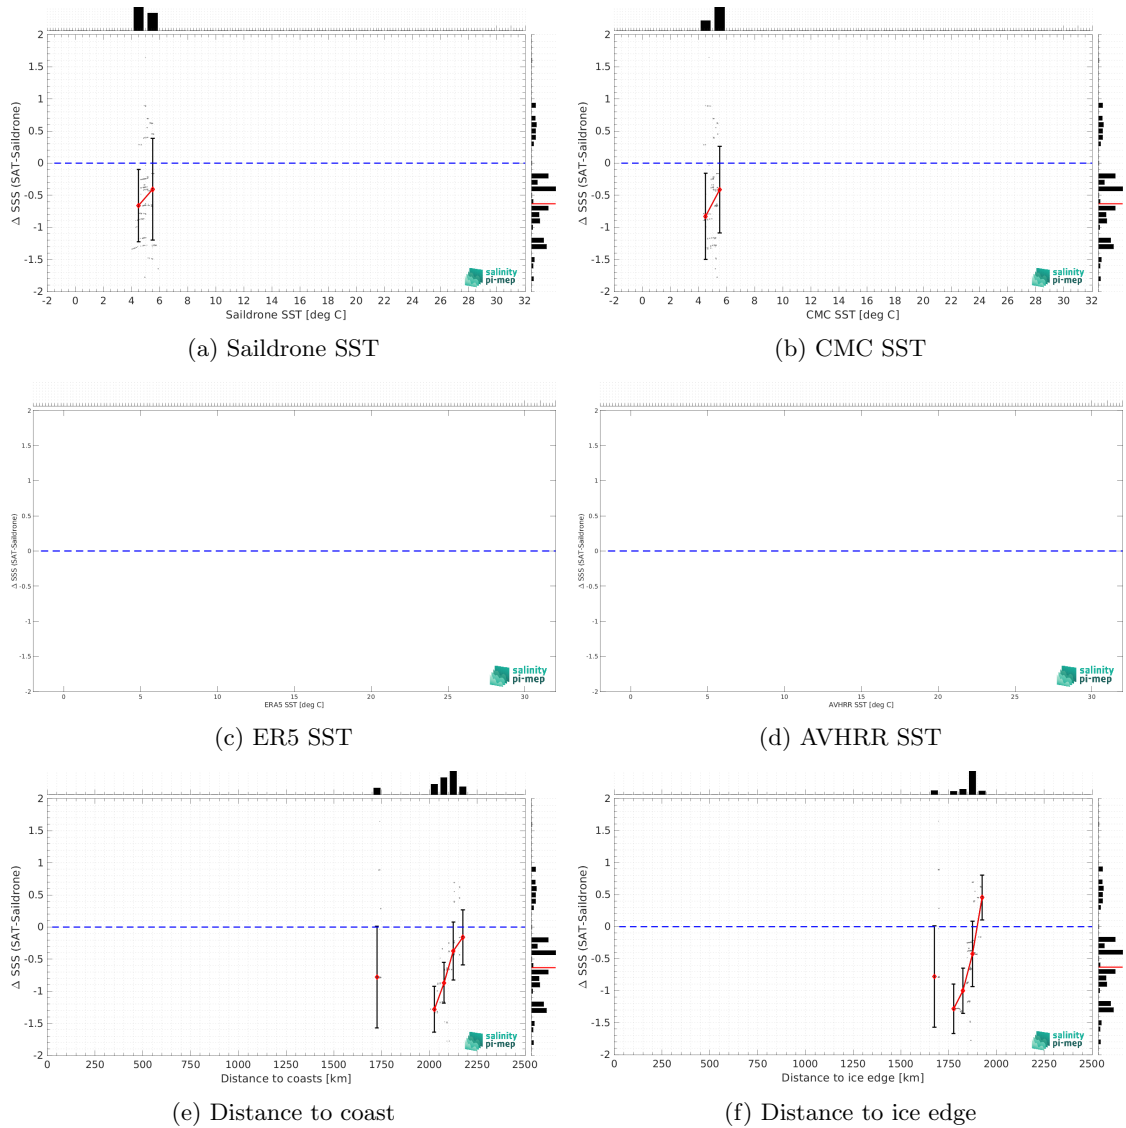 2
1.5
1
0.5
0
-0.5
-1
-1.5
-2
Δ SSS (SAT-Saildrone)
-2 0 2 4 6 8 10 12 14 16 18 20 22 24 26 28 30 32
Saildrone SST [deg C]
salinity
pi-mep
(a) Saildrone SST
2
1.5
1
0.5
0
-0.5
-1
-1.5
-2
Δ SSS (SAT-Saildrone)
-2 0 2 4 6 8 10 12 14 16 18 20 22 24 26 28 30 32
CMC SST [deg C]
salinity
pi-mep
(b) CMC SST
2
1.5
1
0.5
0
-0.5
-1
-1.5
-2
Δ SSS (SAT-Saildrone)
0 5 10 15 20 25 30
ERA5 SST [deg C]
salinity
pi-mep
(c) ER5 SST
2
1.5
1
0.5
0
-0.5
-1
-1.5
-2
Δ SSS (SAT-Saildrone)
0 5 10 15 20 25 30
AVHRR SST [deg C]
salinity
pi-mep
(d) AVHRR SST
2
1.5
1
0.5
0
-0.5
-1
-1.5
-2
Δ SSS (SAT-Saildrone)
0 250 500 750 1000 1250 1500 1750 2000 2250 2500
Distance to coasts [km]
salinity
pi-mep
(e) Distance to coast
2
1.5
1
0.5
0
-0.5
-1
-1.5
-2
Δ SSS (SAT-Saildrone)
0 250 500 750 1000 1250 1500 1750 2000 2250 2500
Distance to ice edge [km]
salinity
pi-mep
(f) Distance to ice edge